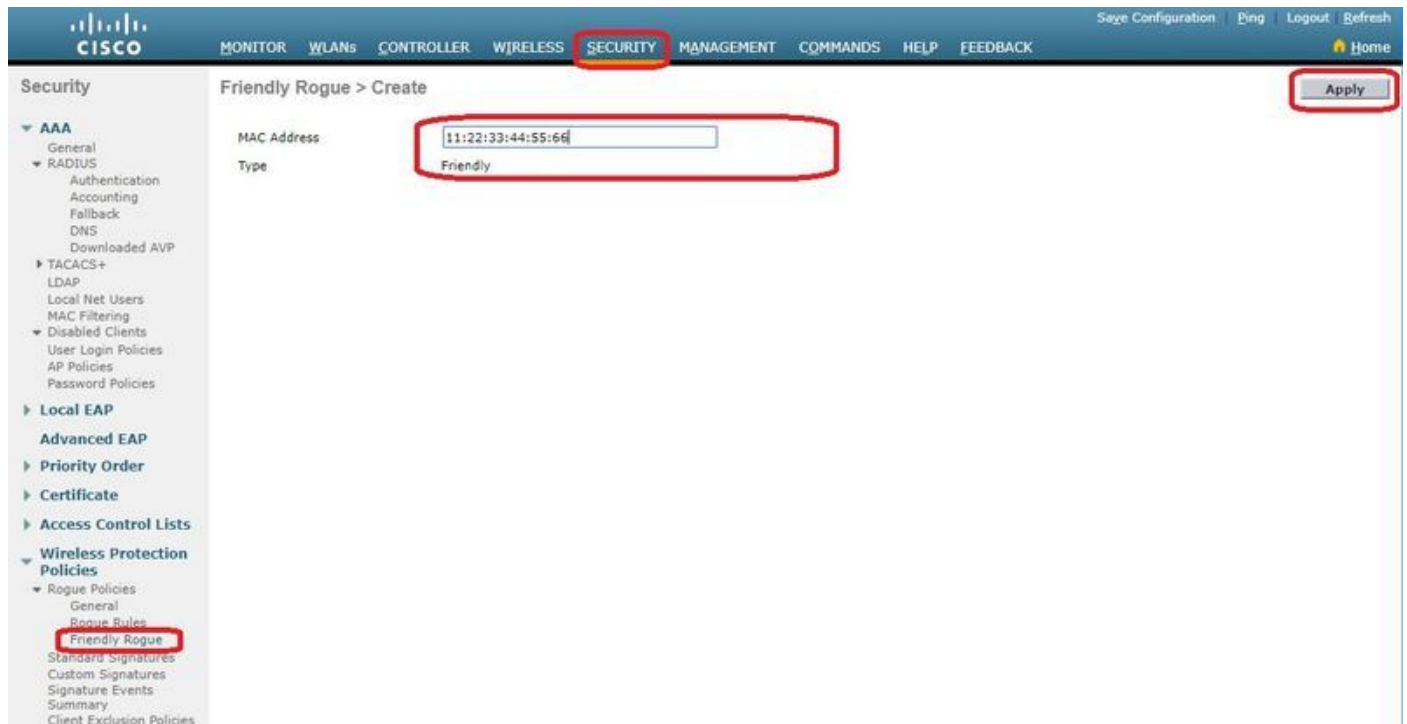 Save Configuration Ping Logout Refresh
CISCO
MONITOR WLANs CONTROLLER WIRELESS SECURITY MANAGEMENT COMMANDS HELP FEEDBACK Home
Security
Friendly Rogue > Create
Apply
AAA
General
RADIUS
Authentication
Accounting
Fallback
DNS
Downloaded AVP
TACACS+
LDAP
Local Net Users
MAC Filtering
Disabled Clients
User Login Policies
AP Policies
Password Policies
Local EAP
Advanced EAP
Priority Order
Certificate
Access Control Lists
Wireless Protection
Policies
Rogue Policies
General
Rogue Rules
Friendly Rogue
Standard Signatures
Custom Signatures
Signature Events
Summary
Client Exclusion Policies
MAC Address 11:22:33:44:55:66
Type Friendly